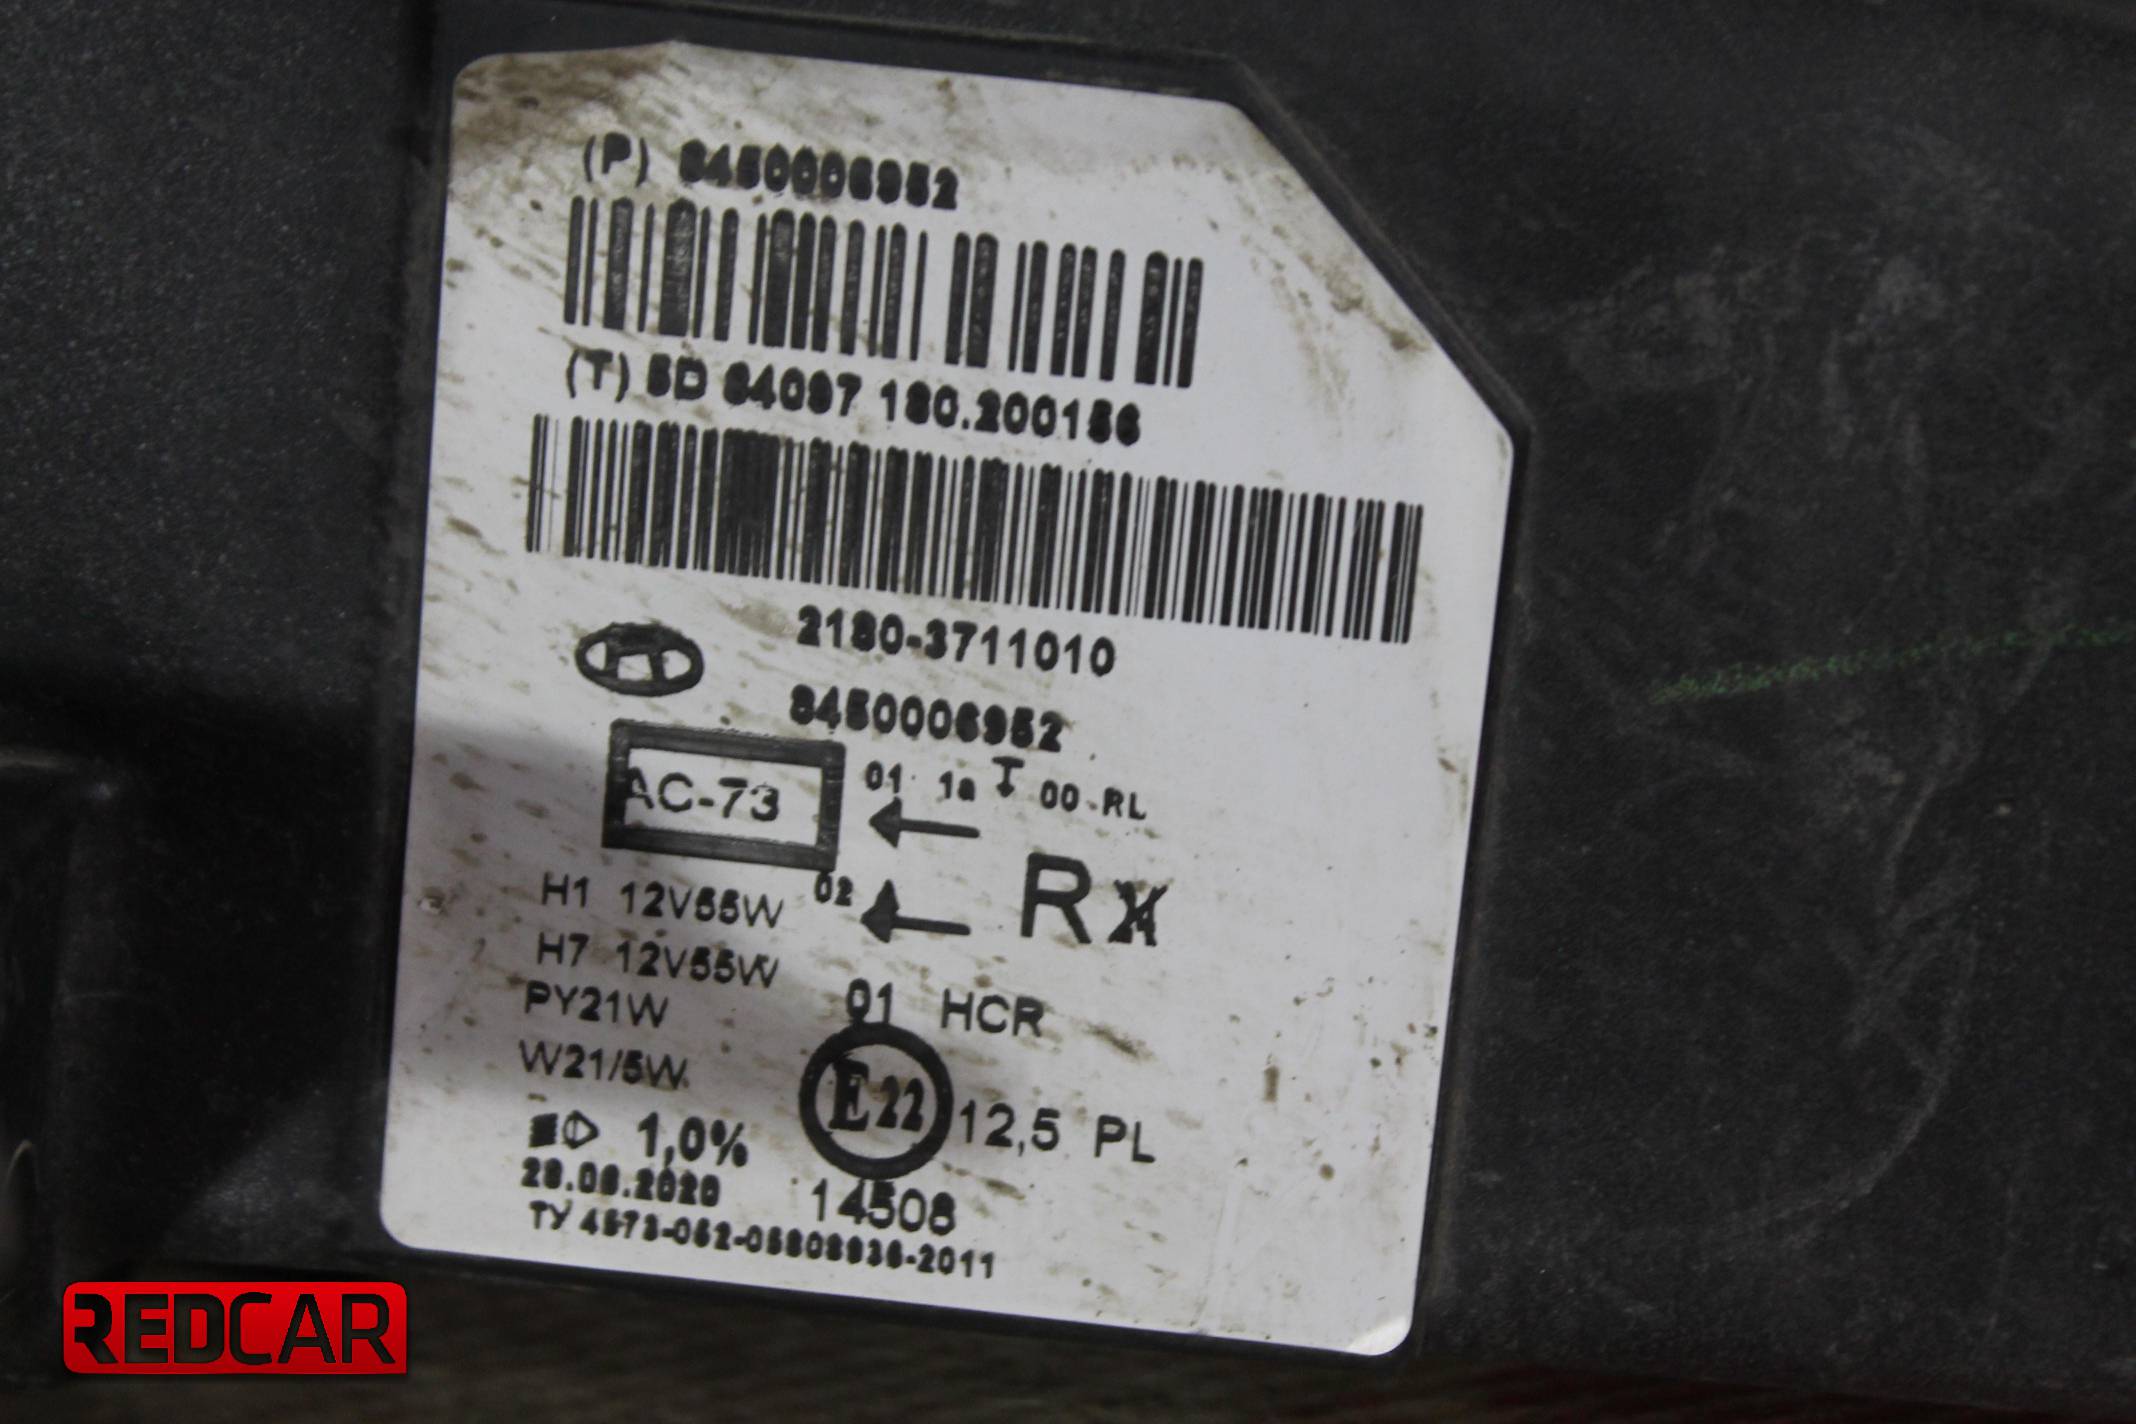 (P) 8450006952
(T) 5D 64097 180.200156
2180-3711010
8450006952
AC-73
01 1a 00-RL
H1 12V55W
02
RX
H7 12V55W
PY21W
01 HCR
W21/5W
E22
12,5 PL
1,0%
28.08.2020
14508
ТУ 4573-052-05808936-2011
REDCAR